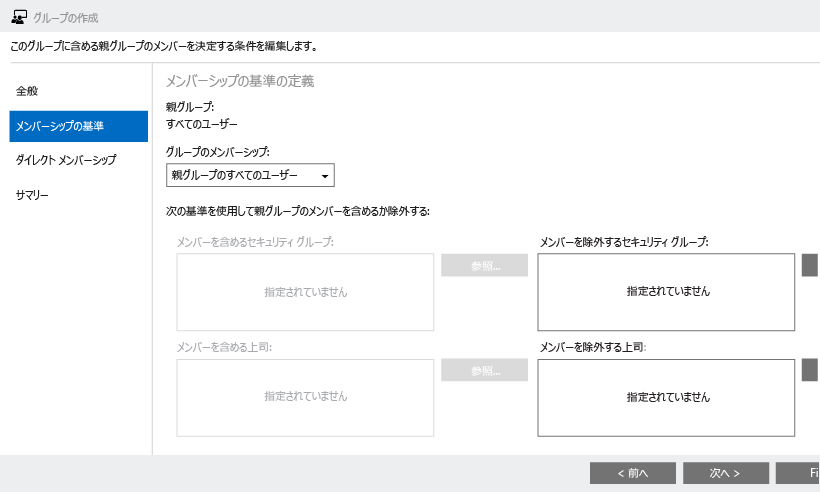 グループの作成
このグループに含める親グループのメンバーを決定する条件を編集します。
全般
メンバーシップの基準
ダイレクト メンバーシップ
サマリー
メンバーシップの基準の定義
親グループ:
すべてのユーザー
グループのメンバーシップ:
親グループのすべてのユーザー
次の基準を使用して親グループのメンバーを含めるか除外する:
メンバーを含めるセキュリティ グループ:
指定されていません
参照...
メンバーを除外するセキュリティ グループ:
指定されていません
メンバーを含める上司:
指定されていません
参照...
メンバーを除外する上司:
指定されていません
< 前へ
次へ >
Fi